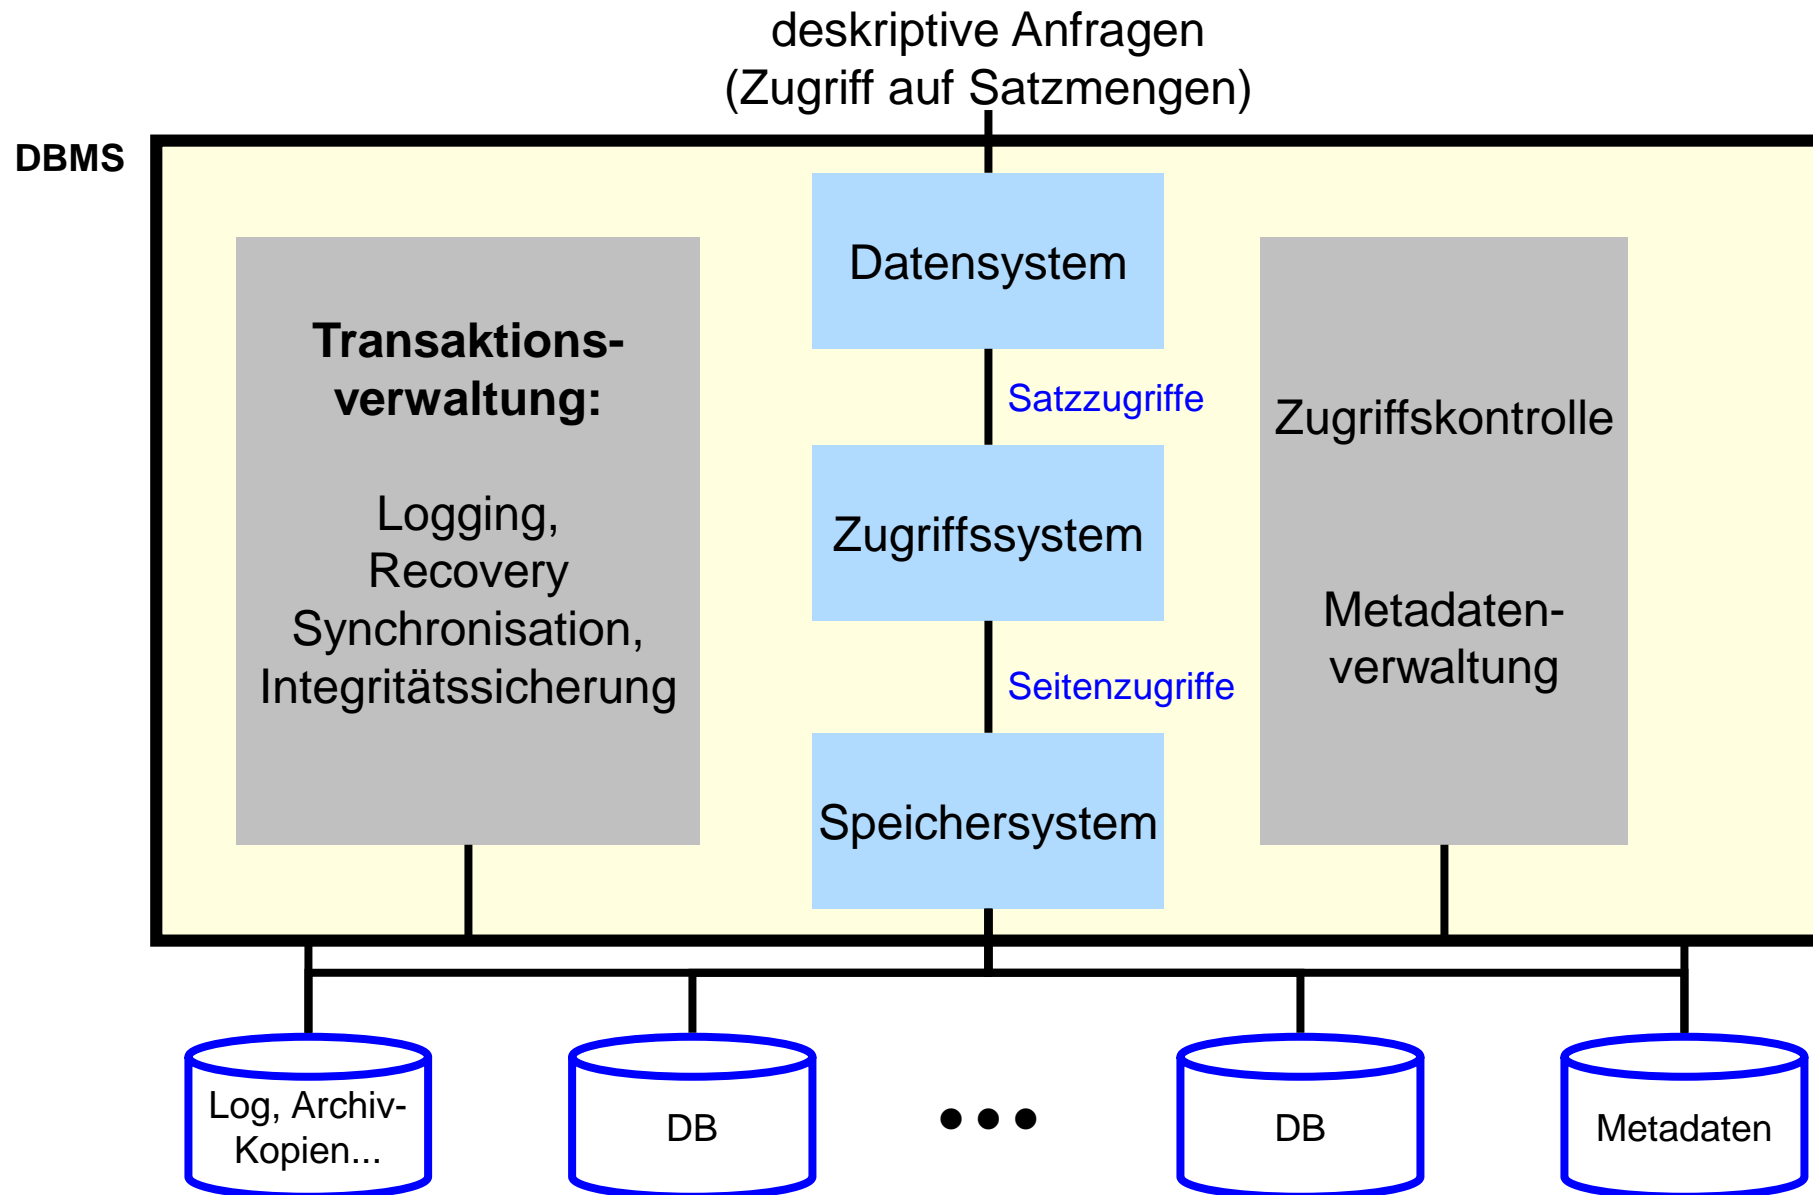 deskriptive Anfragen
(Zugriff auf Satzmengen)
DBMS
Datensystem
Transaktions-
verwaltung:
Logging,
Recovery
Synchronisation,
Integritätssicherung
Satzzugriffe
Zugriffssystem
Seitenzugriffe
Speichersystem
Zugriffskontrolle
Metadaten-
verwaltung
Log, Archiv-
Kopien...
DB
DB
Metadaten